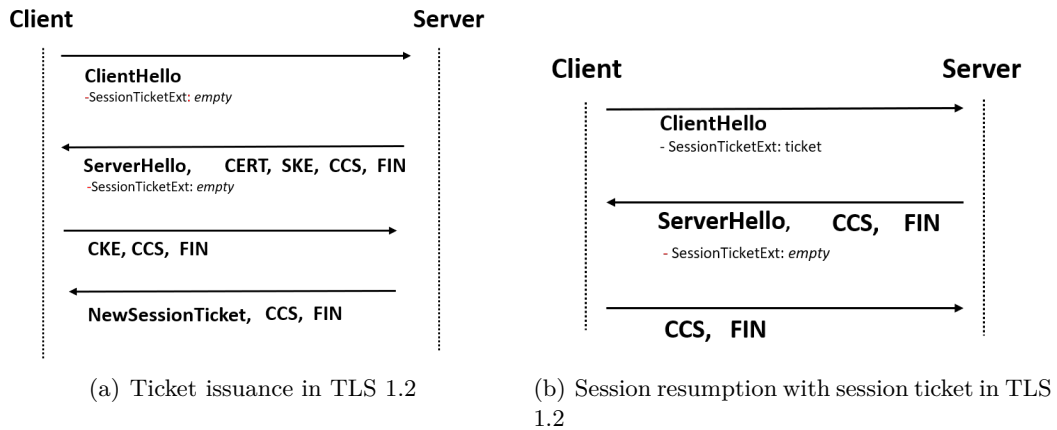 Client Server
ClientHello
-SessionTicketExt: empty
ServerHello, CERT, SKE, CCS, FIN
-SessionTicketExt: empty
CKE, CCS, FIN
NewSessionTicket, CCS, FIN
(a) Ticket issuance in TLS 1.2
Client Server
ClientHello
- SessionTicketExt: ticket
ServerHello, CCS, FIN
- SessionTicketExt: empty
CCS, FIN
(b) Session resumption with session ticket in TLS
1.2